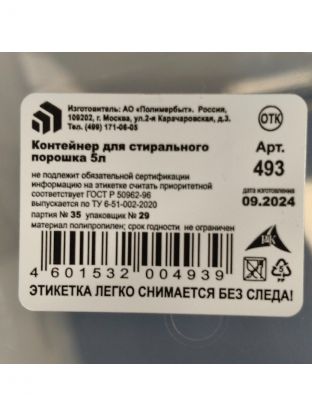 Изготовитель: АО «Полимербыт». Россия,
109202, г. Москва, ул.2-я Карачаровская, д.3.
Тел. (499) 171-06-05
ОТК
Контейнер для стирального
порошка 5л
Арт.
493
не подлежит обязательной сертификации
информацию на этикетке считать приоритетной
соответствует ГОСТ Р 50962-96
выпускается по ТУ 6-51-002-2020
дата изготовления
09.2024
партия № 35 упаковщик № 29
материал полипропилен; срок годности не ограничен
4 601532 004939
5
PP
ЭТИКЕТКА ЛЕГКО СНИМАЕТСЯ БЕЗ СЛЕДА!